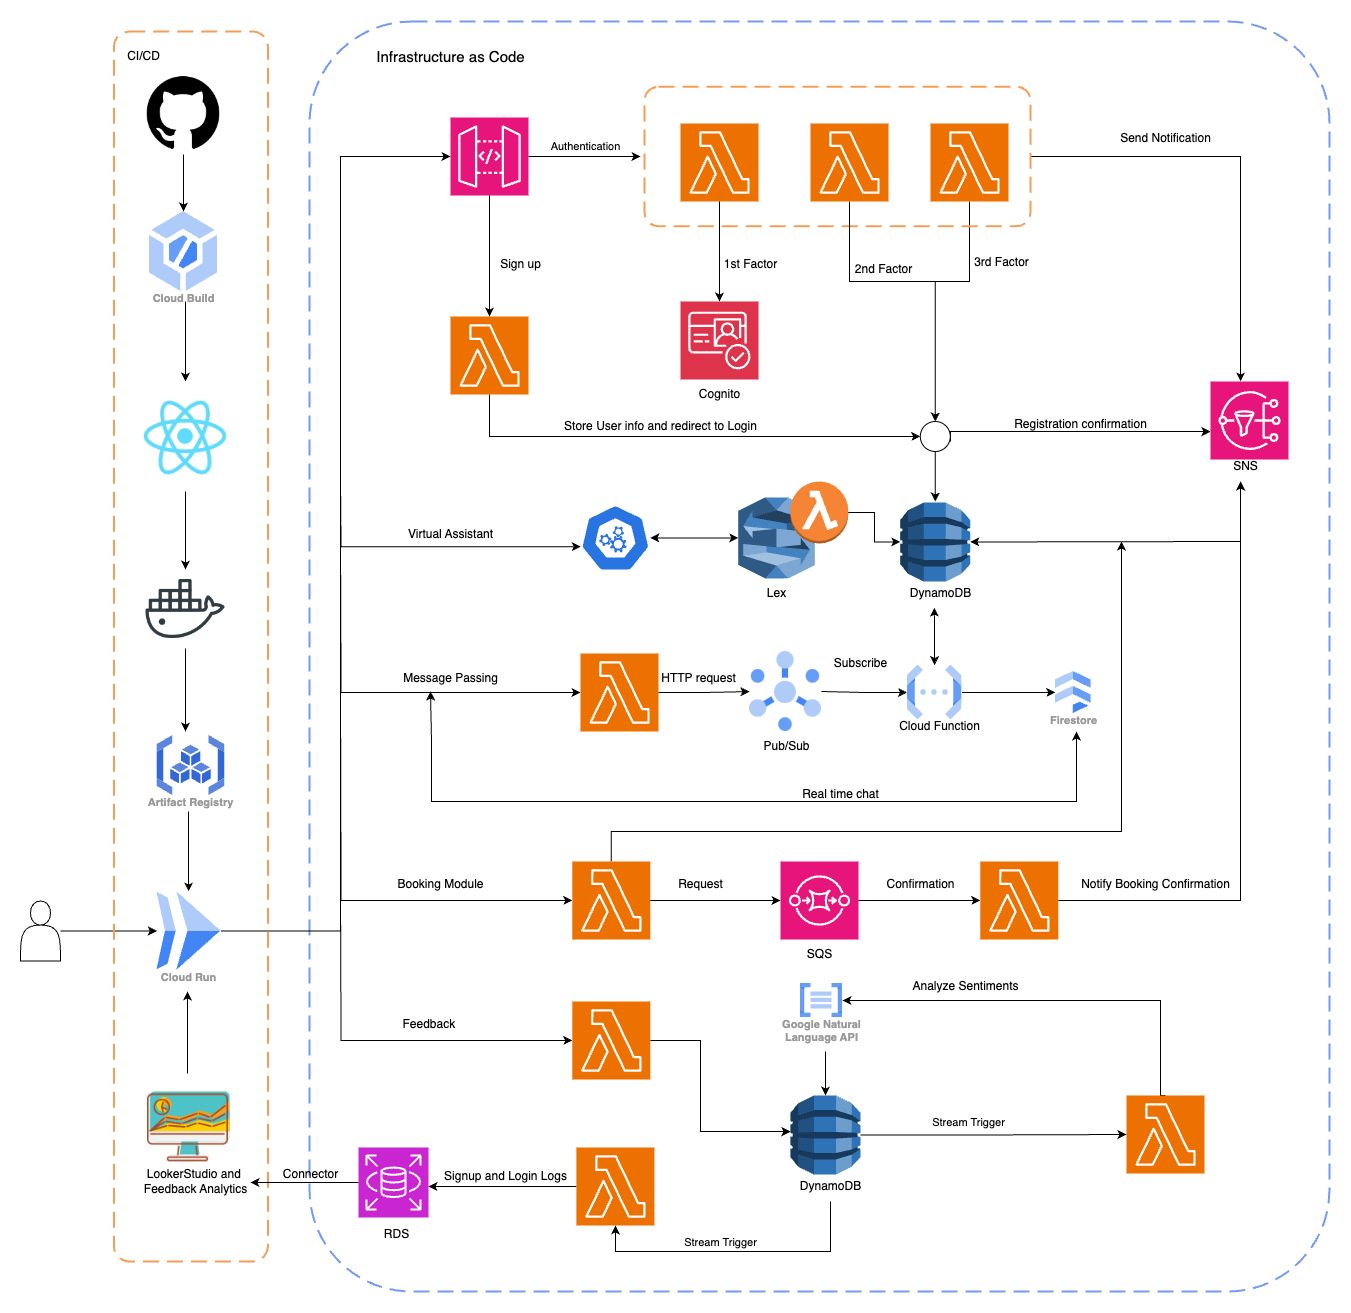 CI/CD
Infrastructure as Code
Authentication
Send Notification
Sign up
1st Factor
2nd Factor
3rd Factor
Cloud Build
Cognito
Store User info and redirect to Login
Registration confirmation
SNS
Virtual Assistant
Lex
DynamoDB
Message Passing
HTTP request
Subscribe
Pub/Sub
Cloud Function
Firestore
Real time chat
Artifact Registry
Booking Module
Request
Confirmation
Notify Booking Confirmation
SQS
Cloud Run
Feedback
Analyze Sentiments
Google Natural
Language API
Stream Trigger
LookerStudio and
Feedback Analytics
Connector
Signup and Login Logs
DynamoDB
RDS
Stream Trigger